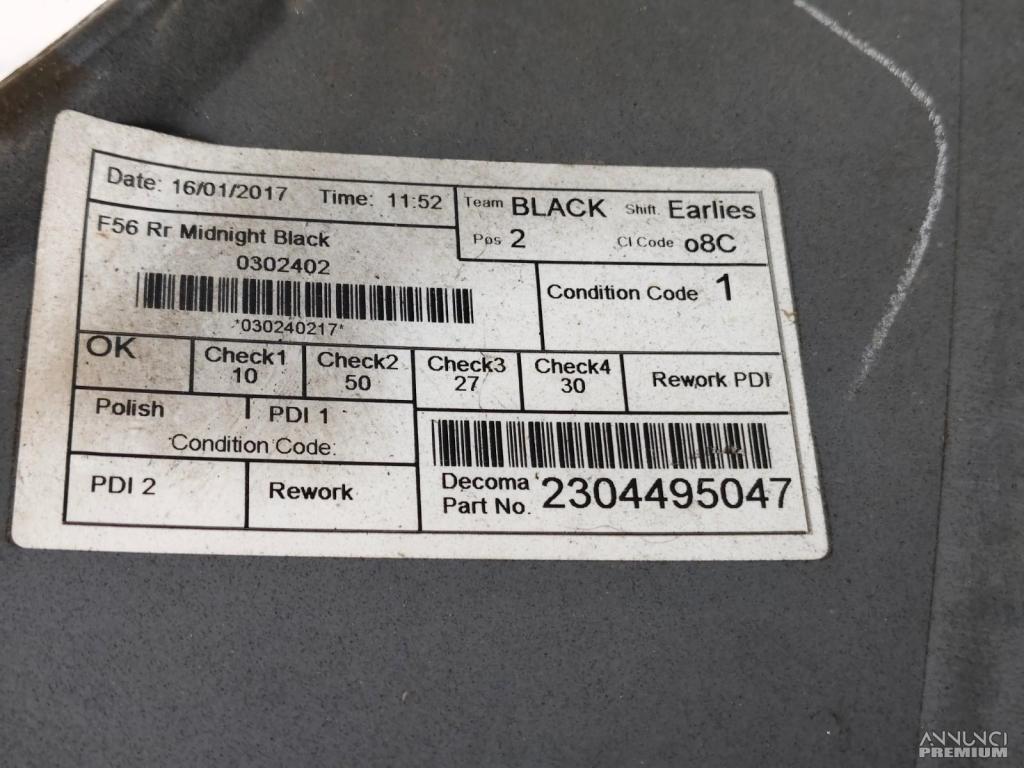 Date: 16/01/2017 Time: 11:52
Team BLACK Shift. Earlies
Pos 2 CI Code o8C
F56 Rr Midnight Black
0302402
*030240217*
Condition Code 1
OK
Check1 10
Check2 50
Check3 27
Check4 30
Rework PDI
Polish PDI 1
Condition Code:
PDI 2 Rework
Decoma Part No. 2304495047
ANNUNCI
PREMIUM